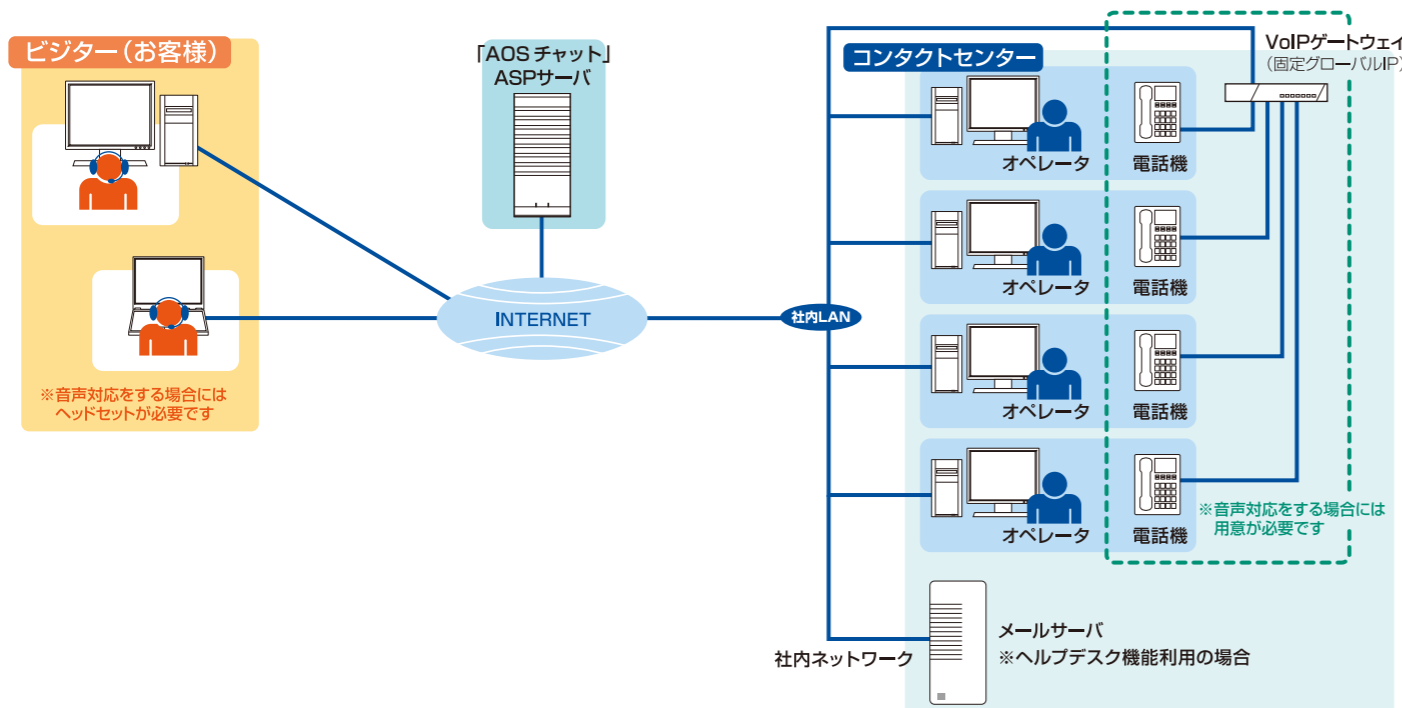 ビジター(お客様)
※音声対応をする場合には
ヘッドセットが必要です
「AOSチャット」
ASPサーバ
INTERNET
社内LAN
コンタクトセンター
VoIPゲートウェイ
(固定グローバルIP)
オペレータ
電話機
オペレータ
電話機
オペレータ
電話機
オペレータ
電話機
※音声対応をする場合には
用意が必要です
メールサーバ
※ヘルプデスク機能利用の場合
社内ネットワーク